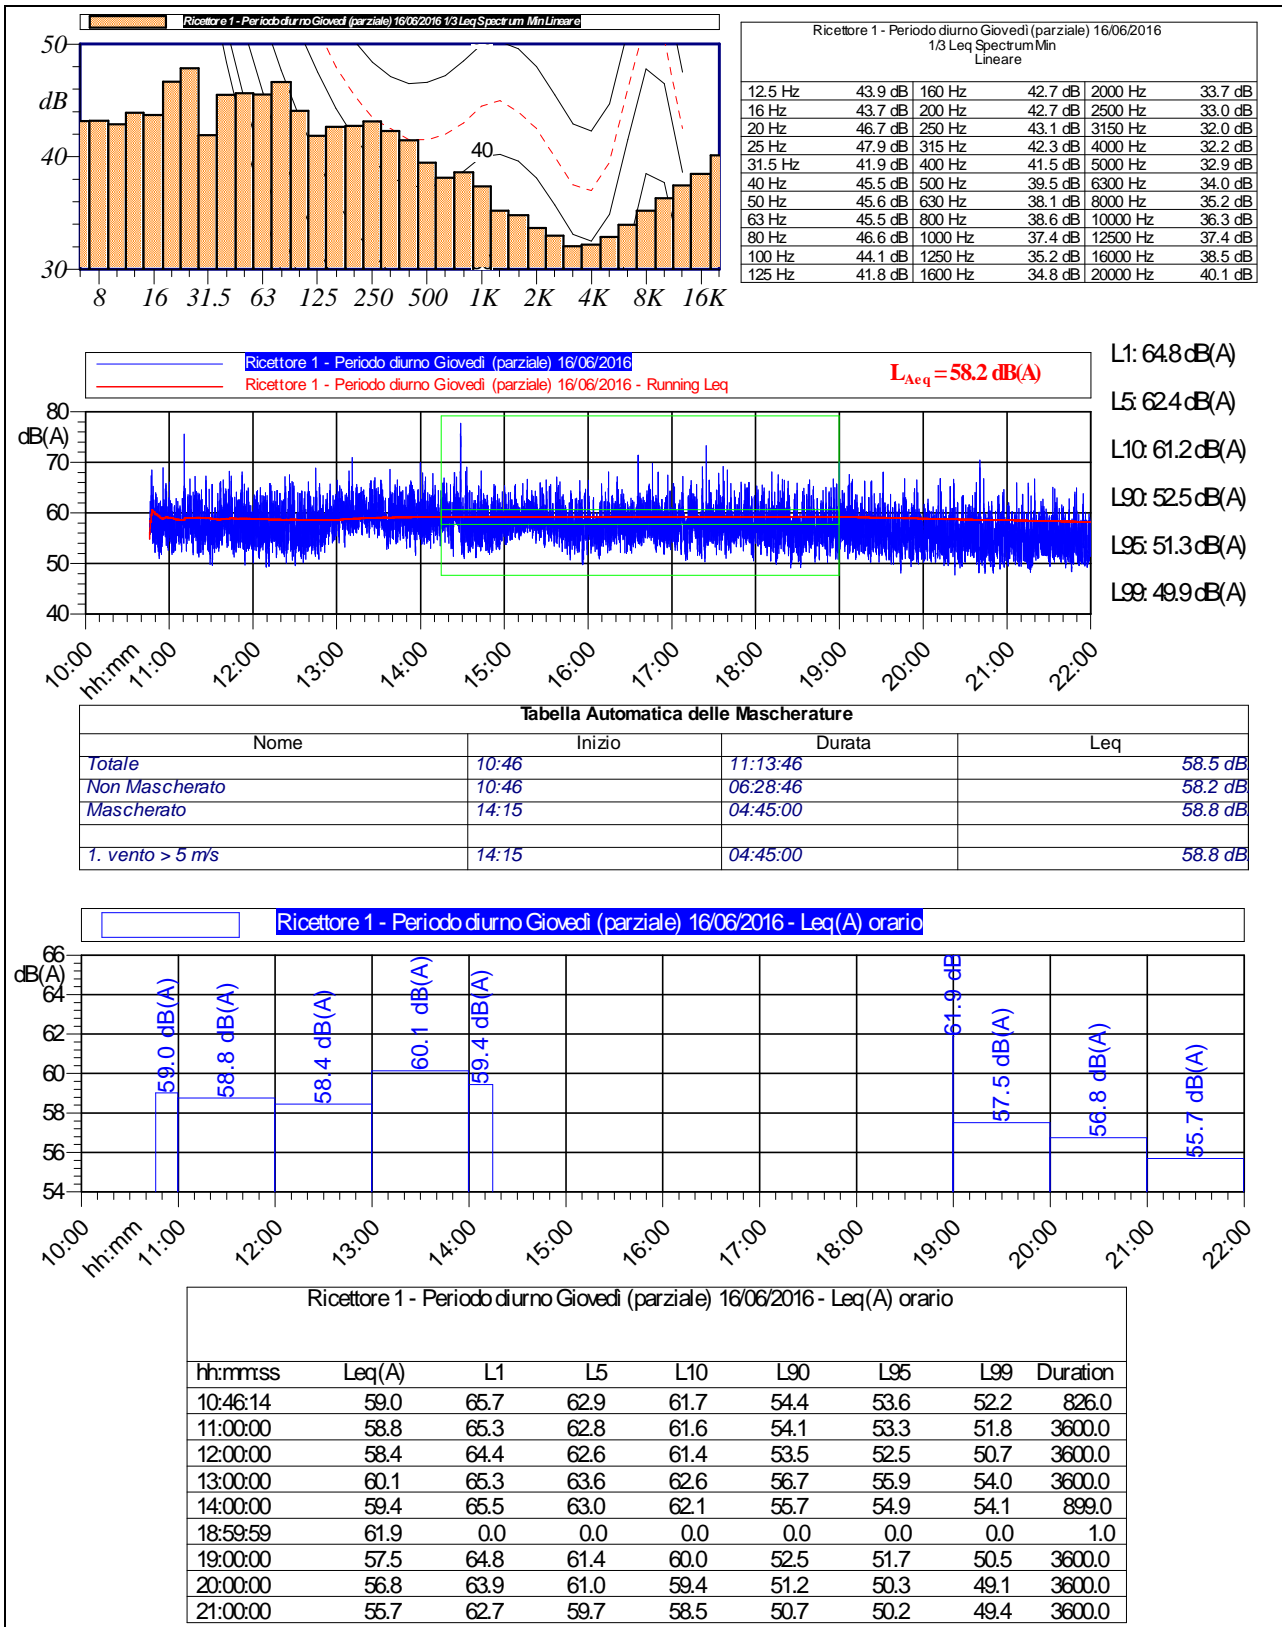 Ricettore 1 - Periodo diurno Giovedì (parziale) 16/06/2016 1/3 Leq Spectrum Min Lineare
50
dB
40
30
40
8 16 31.5 63 125 250 500 1K 2K 4K 8K 16K
Ricettore 1 - Periodo diurno Giovedì (parziale) 16/06/2016
1/3 Leq Spectrum Min
Lineare
12.5 Hz 43.9 dB 160 Hz 42.7 dB 2000 Hz 33.7 dB
16 Hz 43.7 dB 200 Hz 42.7 dB 2500 Hz 33.0 dB
20 Hz 46.7 dB 250 Hz 43.1 dB 3150 Hz 32.0 dB
25 Hz 47.9 dB 315 Hz 42.3 dB 4000 Hz 32.2 dB
31.5 Hz 41.9 dB 400 Hz 41.5 dB 5000 Hz 32.9 dB
40 Hz 45.5 dB 500 Hz 39.5 dB 6300 Hz 34.0 dB
50 Hz 45.6 dB 630 Hz 38.1 dB 8000 Hz 35.2 dB
63 Hz 45.5 dB 800 Hz 38.6 dB 10000 Hz 36.3 dB
80 Hz 46.6 dB 1000 Hz 37.4 dB 12500 Hz 37.4 dB
100 Hz 44.1 dB 1250 Hz 35.2 dB 16000 Hz 38.5 dB
125 Hz 41.8 dB 1600 Hz 34.8 dB 20000 Hz 40.1 dB
Ricettore 1 - Periodo diurno Giovedì (parziale) 16/06/2016
Ricettore 1 - Periodo diurno Giovedì (parziale) 16/06/2016 - Running Leq
LAeq = 58.2 dB(A)
L1: 64.8 dB(A)
L5: 62.4 dB(A)
L10: 61.2 dB(A)
L90: 52.5 dB(A)
L95: 51.3 dB(A)
L99: 49.9 dB(A)
80
dB(A)
70
60
50
40
10:00 hh:mm 11:00 12:00 13:00 14:00 15:00 16:00 17:00 18:00 19:00 20:00 21:00 22:00
Tabella Automatica delle Mascherature
Nome Inizio Durata Leq
Totale 10:46 11:13:46 58.5 dB
Non Mascherato 10:46 06:28:46 58.2 dB
Mascherato 14:15 04:45:00 58.8 dB
1. vento > 5 m/s 14:15 04:45:00 58.8 dB
Ricettore 1 - Periodo diurno Giovedì (parziale) 16/06/2016 - Leq(A) orario
66
dB(A)
64
62
60
58
56
54
59.0 dB(A) 58.8 dB(A) 58.4 dB(A) 60.1 dB(A) 59.4 dB(A) 61.9 dB 57.5 dB(A) 56.8 dB(A) 55.7 dB(A)
10:00 hh:mm 11:00 12:00 13:00 14:00 15:00 16:00 17:00 18:00 19:00 20:00 21:00 22:00
Ricettore 1 - Periodo diurno Giovedì (parziale) 16/06/2016 - Leq(A) orario
hh:mm:ss Leq(A) L1 L5 L10 L90 L95 L99 Duration
10:46:14 59.0 65.7 62.9 61.7 54.4 53.6 52.2 826.0
11:00:00 58.8 65.3 62.8 61.6 54.1 53.3 51.8 3600.0
12:00:00 58.4 64.4 62.6 61.4 53.5 52.5 50.7 3600.0
13:00:00 60.1 65.3 63.6 62.6 56.7 55.9 54.0 3600.0
14:00:00 59.4 65.5 63.0 62.1 55.7 54.9 54.1 899.0
18:59:59 61.9 0.0 0.0 0.0 0.0 0.0 0.0 1.0
19:00:00 57.5 64.8 61.4 60.0 52.5 51.7 50.5 3600.0
20:00:00 56.8 63.9 61.0 59.4 51.2 50.3 49.1 3600.0
21:00:00 55.7 62.7 59.7 58.5 50.7 50.2 49.4 3600.0